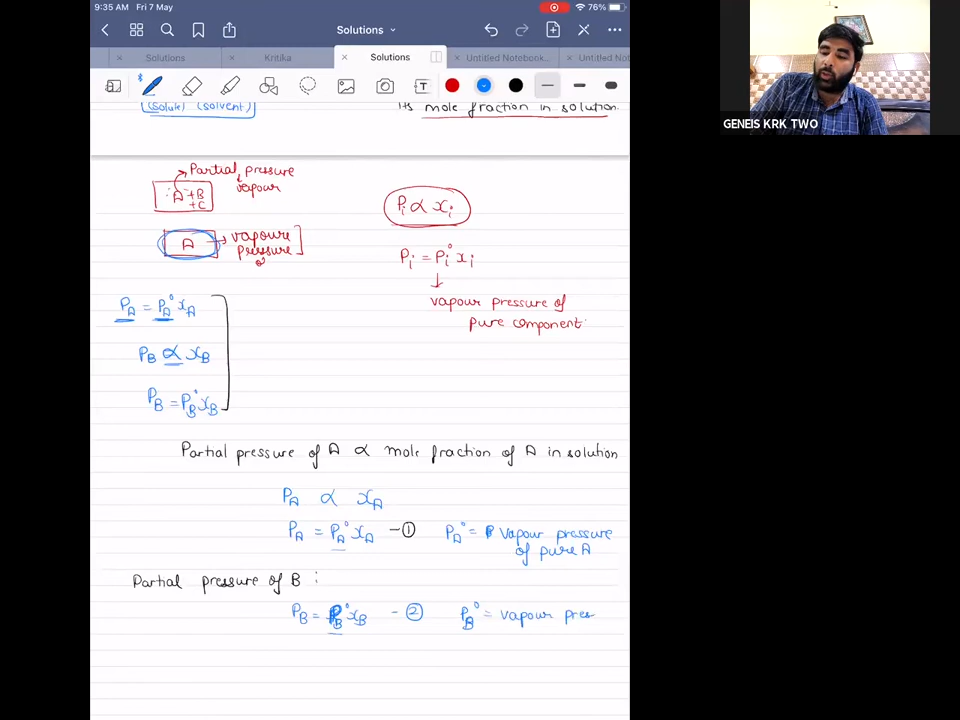 9:35 AM Fri 7 May
76%
Solutions
Solutions
Kritika
Solutions
Untitled Notebook...
Untitled No
T
(solute) (solvent)
its mole fraction in solution.
Partial pressure
vapour
A+B
+C
A
vapoure
pressure
Pi ∝ xi
Pi = Pi° xi
vapour pressure of
pure component
PA = PA° xA
PB ∝ xB
PB = PB° xB
Partial pressure of A ∝ mole fraction of A in solution
PA ∝ xA
PA = PA° xA – ① PA° = vapour pressure
of pure A
Partial pressure of B :
PB = PB° xB – ② PB° = vapour pres
GENEIS KRK TWO